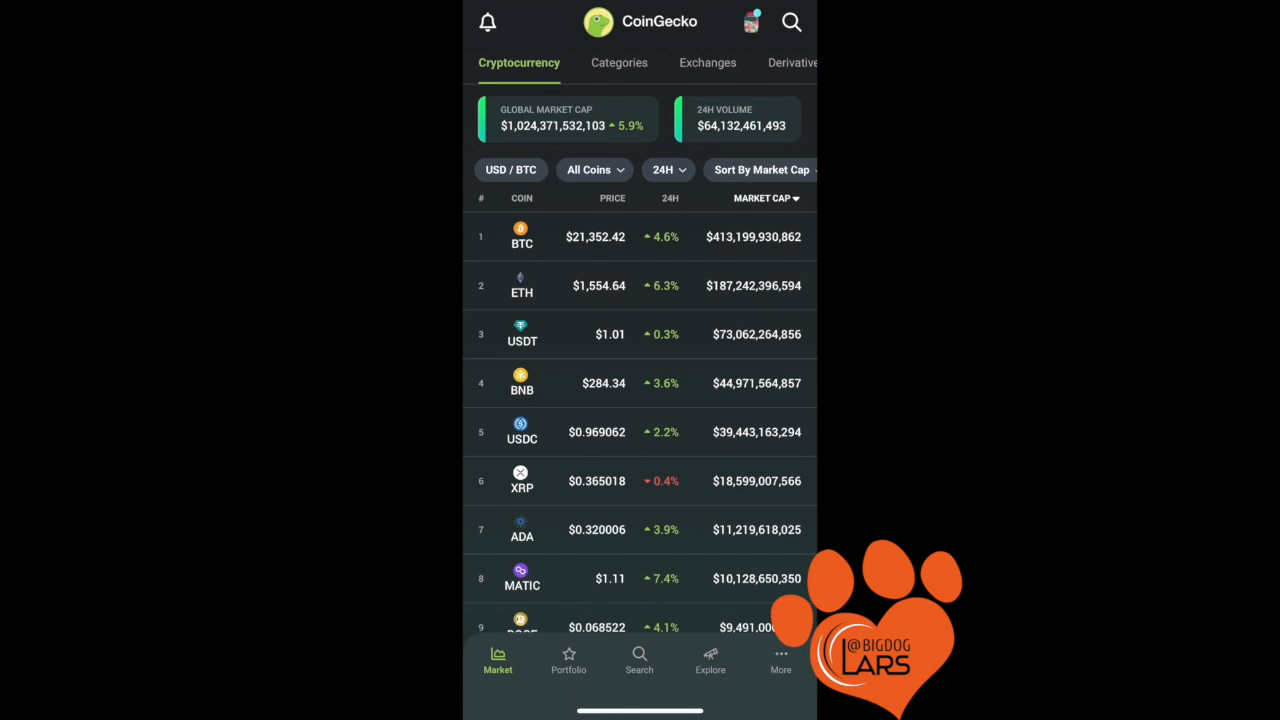 CoinGecko
Cryptocurrency Categories Exchanges Derivative
GLOBAL MARKET CAP 24H VOLUME
$1,024,371,532,103 5.9% $64,132,461,493
USD / BTC All Coins 24H Sort By Market Cap
# COIN PRICE 24H MARKET CAP
1 BTC $21,352.42 4.6% $413,199,930,862
2 ETH $1,554.64 6.3% $187,242,396,594
3 USDT $1.01 0.3% $73,062,264,856
4 BNB $284.34 3.6% $44,971,564,857
5 USDC $0.969062 2.2% $39,443,163,294
6 XRP $0.365018 0.4% $18,599,007,566
7 ADA $0.320006 3.9% $11,219,618,025
8 MATIC $1.11 7.4% $10,128,650,350
9 $0.068522 4.1% $9,491,00
Market Portfolio Search Explore More
@BIGDOG
LARS